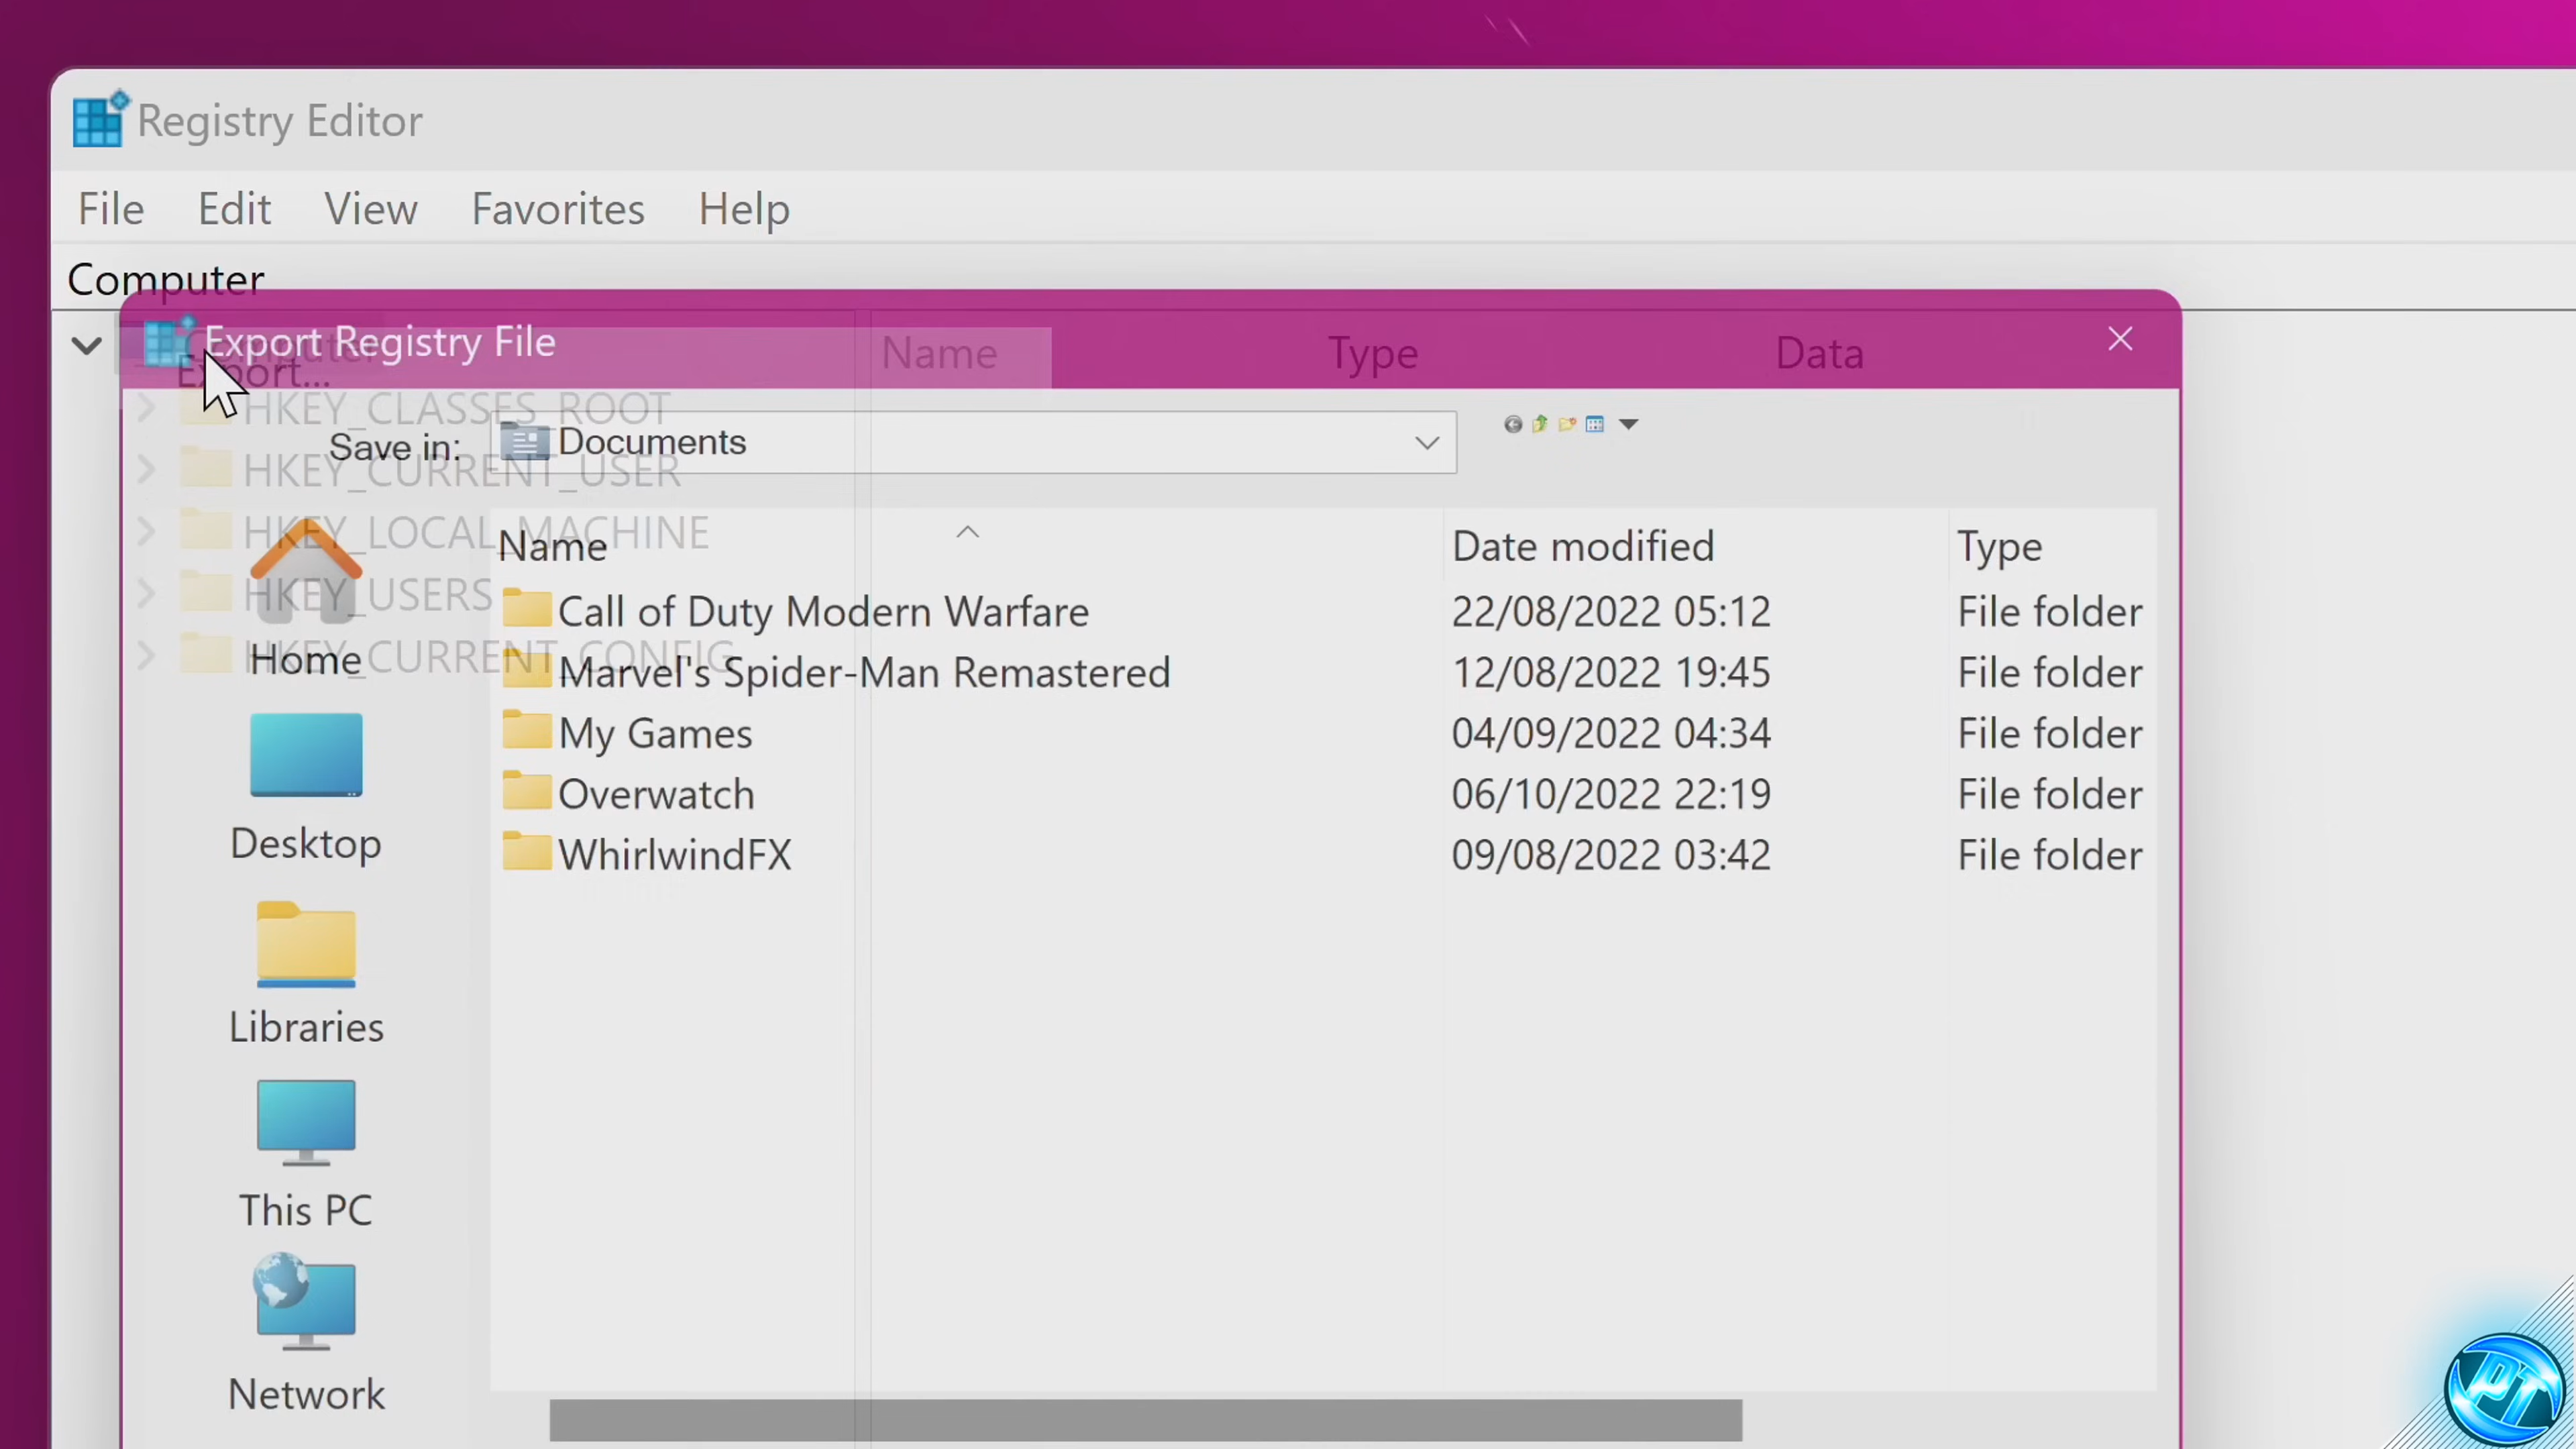 Registry Editor
File Edit View Favorites Help
Computer
Export Registry File
Computer
Export...
Name Type Data
HKEY_CLASSES_ROOT
Save in: Documents
HKEY_CURRENT_USER
HKEY_LOCAL_MACHINE
Name Date modified Type
HKEY_USERS
Call of Duty Modern Warfare 22/08/2022 05:12 File folder
Home
HKEY_CURRENT_CONFIG
Marvel's Spider-Man Remastered 12/08/2022 19:45 File folder
My Games 04/09/2022 04:34 File folder
Overwatch 06/10/2022 22:19 File folder
Desktop
WhirlwindFX 09/08/2022 03:42 File folder
Libraries
This PC
Network
PT